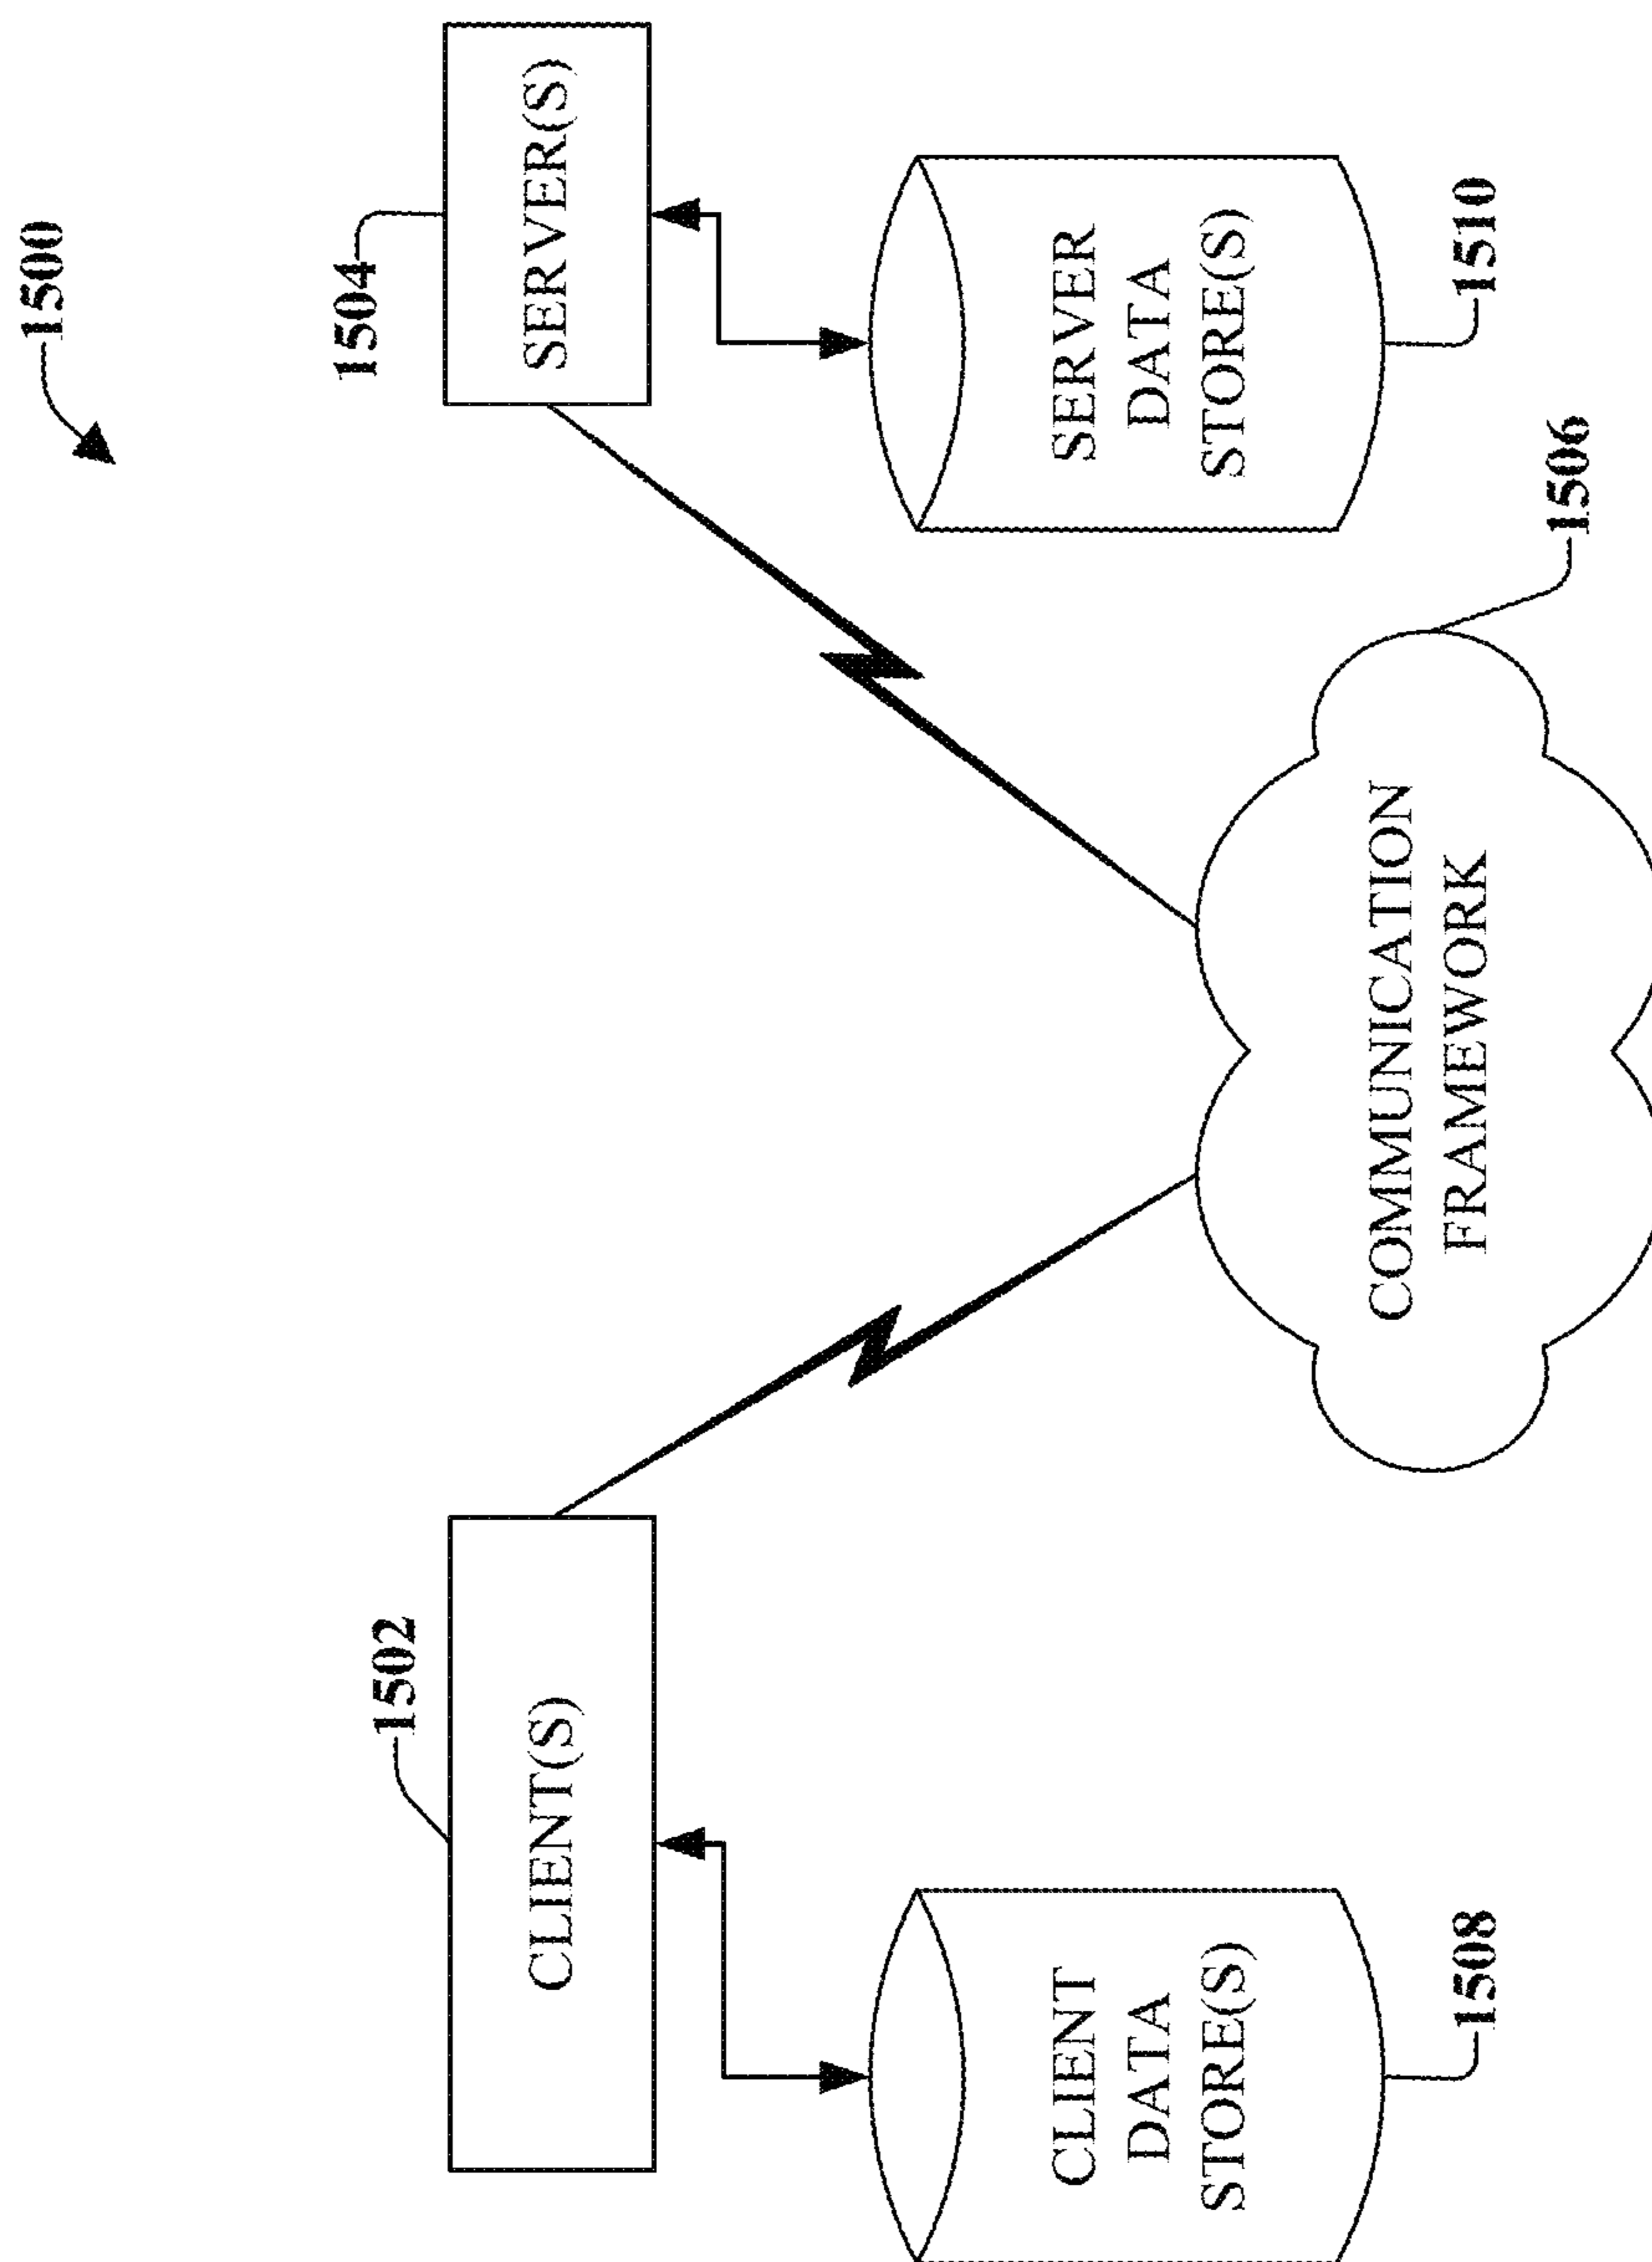 1500
1502
1504
CLIENT(S)
SERVER(S)
CLIENT
DATA
STORE(S)
SERVER
DATA
STORE(S)
COMMUNICATION
FRAMEWORK
1508
1510
1506